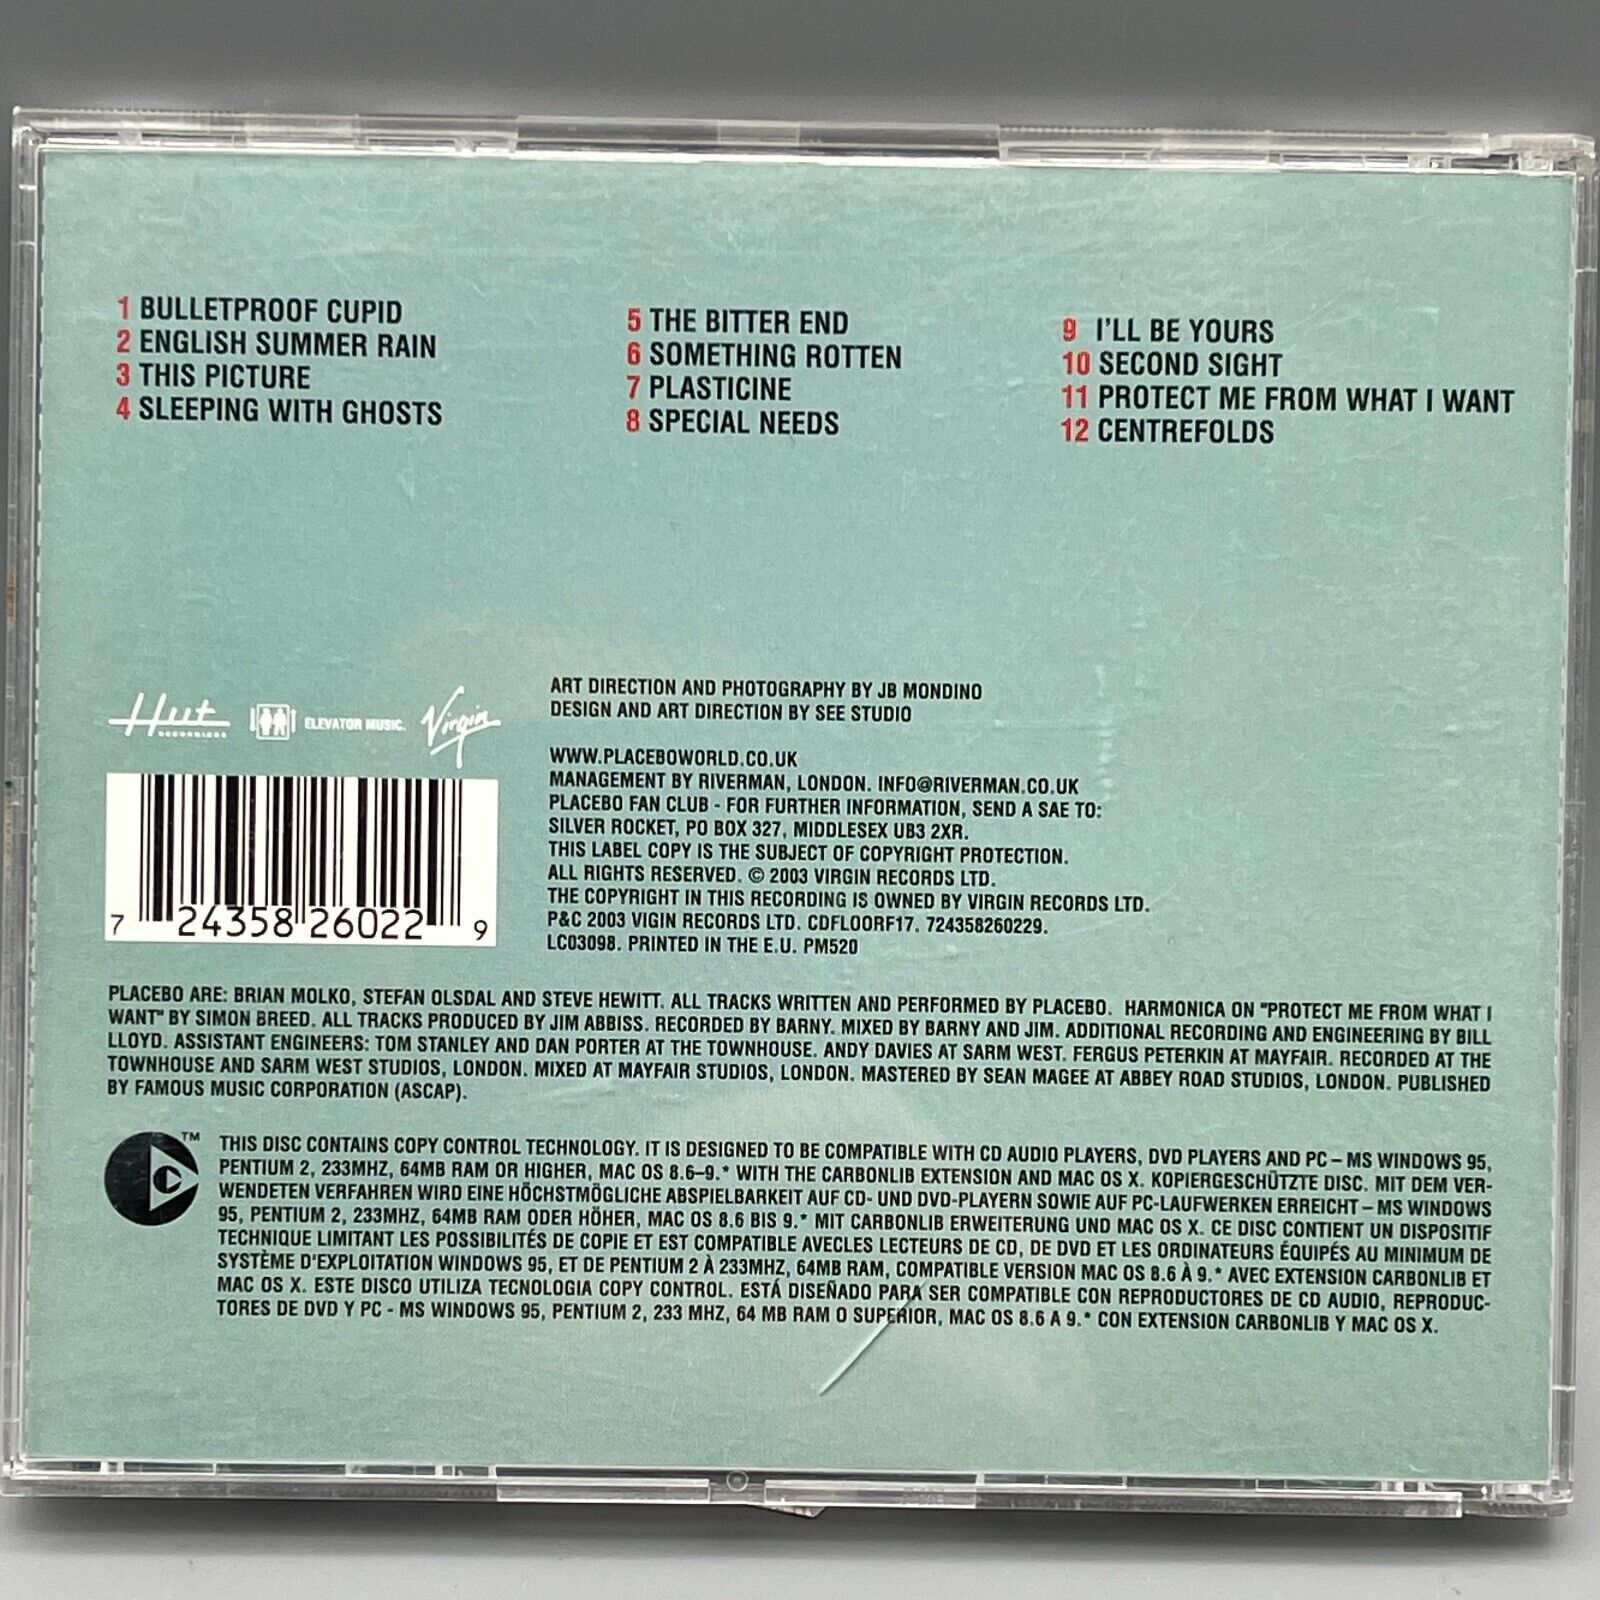 1 BULLETPROOF CUPID
2 ENGLISH SUMMER RAIN
3 THIS PICTURE
4 SLEEPING WITH GHOSTS
5 THE BITTER END
6 SOMETHING ROTTEN
7 PLASTICINE
8 SPECIAL NEEDS
9 I'LL BE YOURS
10 SECOND SIGHT
11 PROTECT ME FROM WHAT I WANT
12 CENTREFOLDS
Hut
RECORDINGS
ELEVATOR MUSIC.
Virgin
7 24358 26022 9
ART DIRECTION AND PHOTOGRAPHY BY JB MONDINO
DESIGN AND ART DIRECTION BY SEE STUDIO
WWW.PLACEBOWORLD.CO.UK
MANAGEMENT BY RIVERMAN, LONDON. INFO@RIVERMAN.CO.UK
PLACEBO FAN CLUB - FOR FURTHER INFORMATION, SEND A SAE TO:
SILVER ROCKET, PO BOX 327, MIDDLESEX UB3 2XR.
THIS LABEL COPY IS THE SUBJECT OF COPYRIGHT PROTECTION.
ALL RIGHTS RESERVED. © 2003 VIRGIN RECORDS LTD.
THE COPYRIGHT IN THIS RECORDING IS OWNED BY VIRGIN RECORDS LTD.
P&C 2003 VIGIN RECORDS LTD. CDFLOORF17. 724358260229.
LC03098. PRINTED IN THE E.U. PM520
PLACEBO ARE: BRIAN MOLKO, STEFAN OLSDAL AND STEVE HEWITT. ALL TRACKS WRITTEN AND PERFORMED BY PLACEBO. HARMONICA ON "PROTECT ME FROM WHAT I
WANT" BY SIMON BREED. ALL TRACKS PRODUCED BY JIM ABBISS. RECORDED BY BARNY. MIXED BY BARNY AND JIM. ADDITIONAL RECORDING AND ENGINEERING BY BILL
LLOYD. ASSISTANT ENGINEERS: TOM STANLEY AND DAN PORTER AT THE TOWNHOUSE. ANDY DAVIES AT SARM WEST. FERGUS PETERKIN AT MAYFAIR. RECORDED AT THE
TOWNHOUSE AND SARM WEST STUDIOS, LONDON. MIXED AT MAYFAIR STUDIOS, LONDON. MASTERED BY SEAN MAGEE AT ABBEY ROAD STUDIOS, LONDON. PUBLISHED
BY FAMOUS MUSIC CORPORATION (ASCAP).
C ™
THIS DISC CONTAINS COPY CONTROL TECHNOLOGY. IT IS DESIGNED TO BE COMPATIBLE WITH CD AUDIO PLAYERS, DVD PLAYERS AND PC – MS WINDOWS 95,
PENTIUM 2, 233MHZ, 64MB RAM OR HIGHER, MAC OS 8.6–9.* WITH THE CARBONLIB EXTENSION AND MAC OS X. KOPIERGESCHÜTZTE DISC. MIT DEM VER-
WENDETEN VERFAHREN WIRD EINE HÖCHSTMÖGLICHE ABSPIELBARKEIT AUF CD- UND DVD-PLAYERN SOWIE AUF PC-LAUFWERKEN ERREICHT – MS WINDOWS
95, PENTIUM 2, 233MHZ, 64MB RAM ODER HÖHER, MAC OS 8.6 BIS 9.* MIT CARBONLIB ERWEITERUNG UND MAC OS X. CE DISC CONTIENT UN DISPOSITIF
TECHNIQUE LIMITANT LES POSSIBILITÉS DE COPIE ET EST COMPATIBLE AVECLES LECTEURS DE CD, DE DVD ET LES ORDINATEURS ÉQUIPÉS AU MINIMUM DE
SYSTÈME D'EXPLOITATION WINDOWS 95, ET DE PENTIUM 2 À 233MHZ, 64MB RAM, COMPATIBLE VERSION MAC OS 8.6 À 9.* AVEC EXTENSION CARBONLIB ET
MAC OS X. ESTE DISCO UTILIZA TECNOLOGIA COPY CONTROL. ESTÁ DISEÑADO PARA SER COMPATIBLE CON REPRODUCTORES DE CD AUDIO, REPRODUC-
TORES DE DVD Y PC - MS WINDOWS 95, PENTIUM 2, 233 MHZ, 64 MB RAM O SUPERIOR, MAC OS 8.6 A 9.* CON EXTENSION CARBONLIB Y MAC OS X.